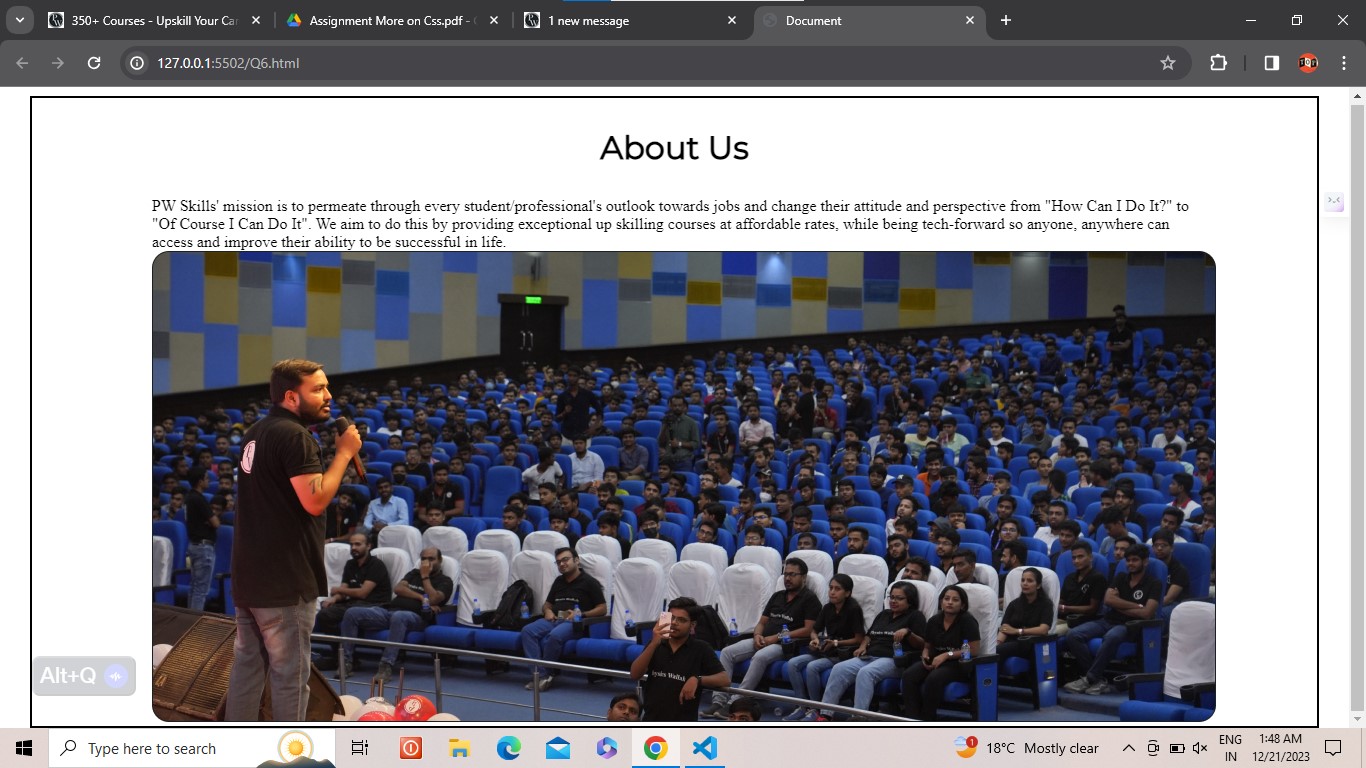 350+ Courses - Upskill Your Car
Assignment More on Css.pdf -
1 new message
Document
127.0.0.1:5502/Q6.html
About Us
PW Skills' mission is to permeate through every student/professional's outlook towards jobs and change their attitude and perspective from "How Can I Do It?" to
"Of Course I Can Do It". We aim to do this by providing exceptional up skilling courses at affordable rates, while being tech-forward so anyone, anywhere can
access and improve their ability to be successful in life.
Alt+Q
Type here to search
1
18°C Mostly clear
ENG
IN
1:48 AM
12/21/2023